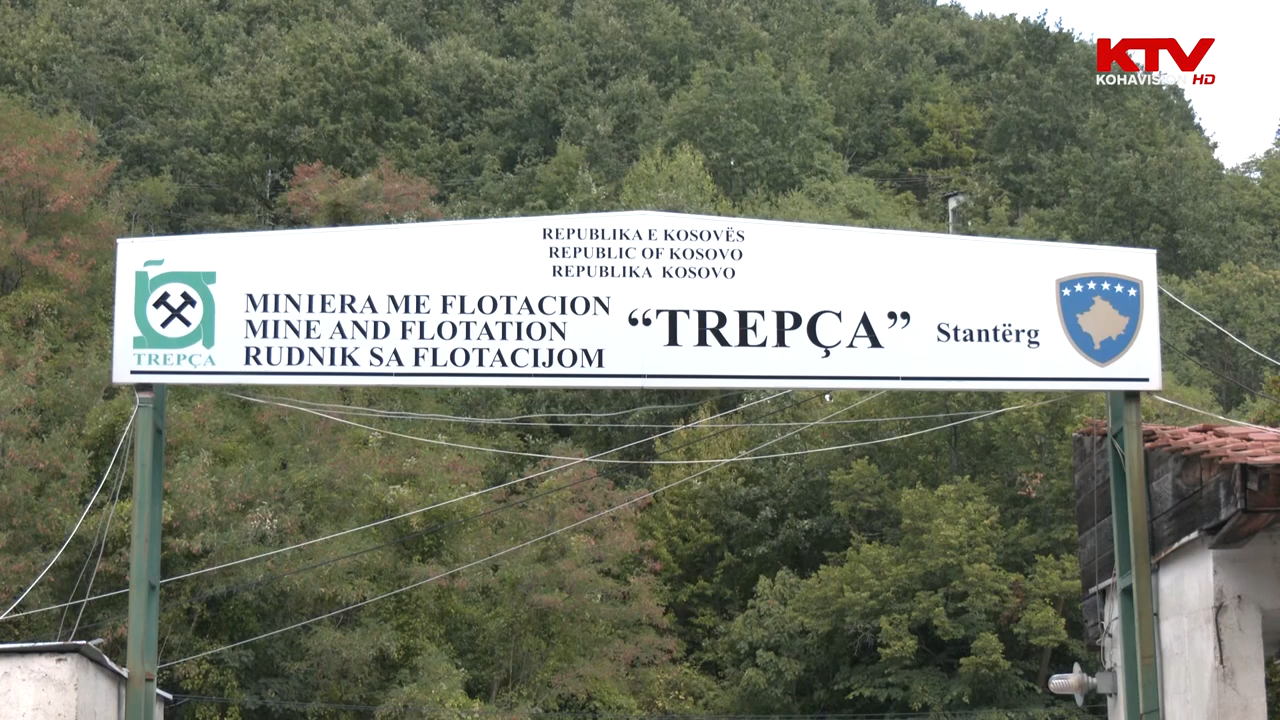 KTV
KOHAVISION HD
REPUBLIKA E KOSOVËS
REPUBLIC OF KOSOVO
REPUBLIKA KOSOVO
TREPÇA
MINIERA ME FLOTACION
MINE AND FLOTATION
RUDNIK SA FLOTACIJOM
“TREPÇA”
Stantërg